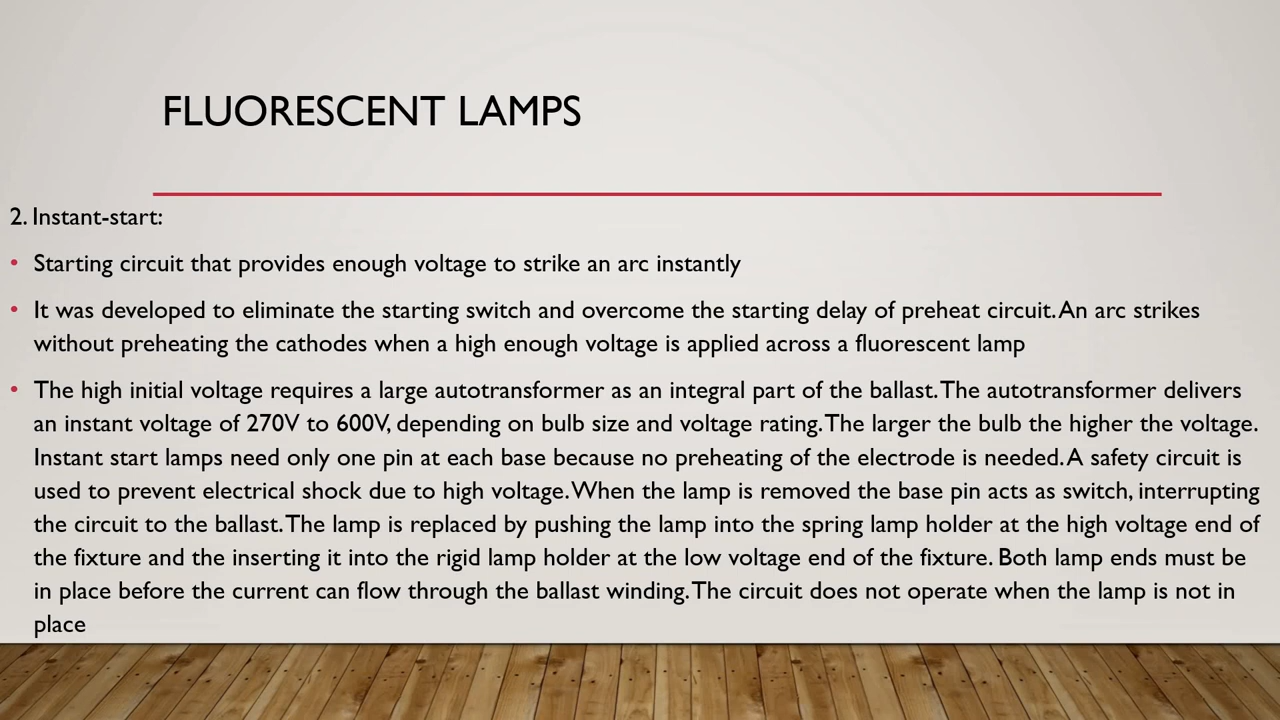 FLUORESCENT LAMPS
2. Instant-start:
• Starting circuit that provides enough voltage to strike an arc instantly
• It was developed to eliminate the starting switch and overcome the starting delay of preheat circuit. An arc strikes
without preheating the cathodes when a high enough voltage is applied across a fluorescent lamp
• The high initial voltage requires a large autotransformer as an integral part of the ballast. The autotransformer delivers
an instant voltage of 270V to 600V, depending on bulb size and voltage rating. The larger the bulb the higher the voltage.
Instant start lamps need only one pin at each base because no preheating of the electrode is needed. A safety circuit is
used to prevent electrical shock due to high voltage. When the lamp is removed the base pin acts as switch, interrupting
the circuit to the ballast. The lamp is replaced by pushing the lamp into the spring lamp holder at the high voltage end of
the fixture and the inserting it into the rigid lamp holder at the low voltage end of the fixture. Both lamp ends must be
in place before the current can flow through the ballast winding. The circuit does not operate when the lamp is not in
place